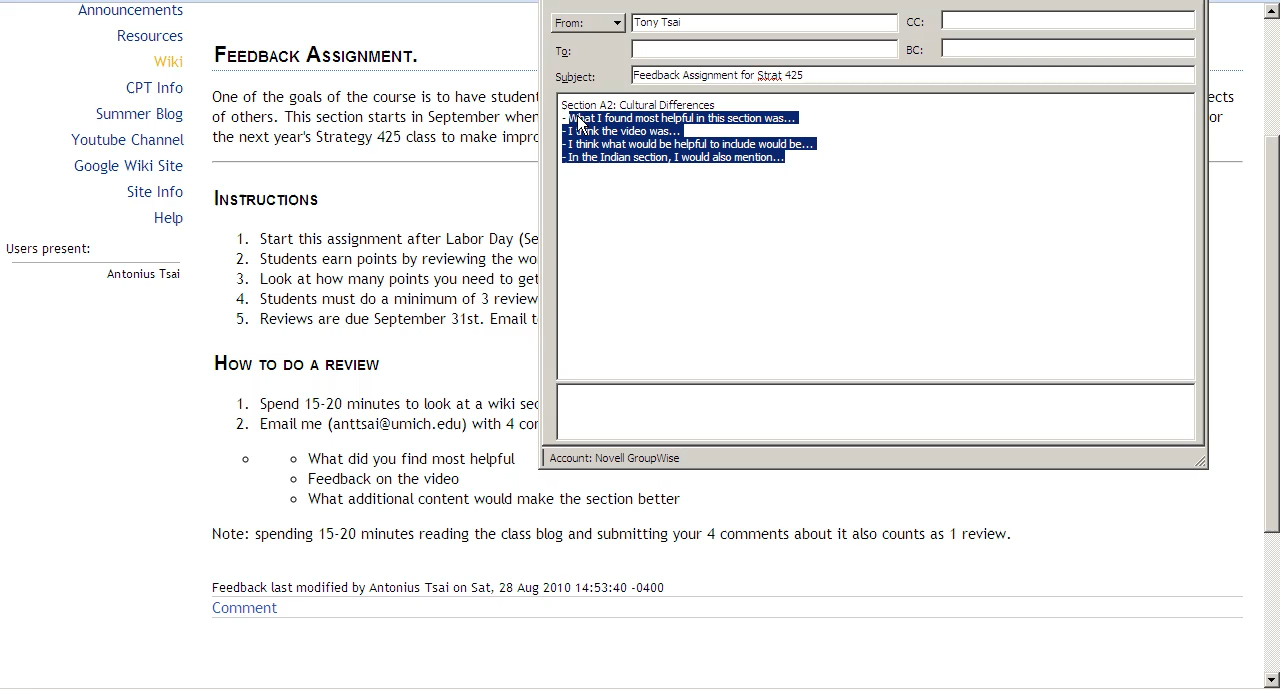 Announcements
Resources
Wiki
CPT Info
Summer Blog
Youtube Channel
Google Wiki Site
Site Info
Help
Users present:
Antonius Tsai
Feedback Assignment.
One of the goals of the course is to have studen
ects
of others. This section starts in September when
or
the next year's Strategy 425 class to make impro
Instructions
1. Start this assignment after Labor Day (Se
2. Students earn points by reviewing the wo
3. Look at how many points you need to get
4. Students must do a minimum of 3 review
5. Reviews are due September 31st. Email t
How to do a review
1. Spend 15-20 minutes to look at a wiki sec
2. Email me (anttsai@umich.edu) with 4 cor
What did you find most helpful
Feedback on the video
What additional content would make the section better
Note: spending 15-20 minutes reading the class blog and submitting your 4 comments about it also counts as 1 review.
Feedback last modified by Antonius Tsai on Sat, 28 Aug 2010 14:53:40 -0400
Comment
From: Tony Tsai CC:
To: BC:
Subject: Feedback Assignment for Strat 425
Section A2: Cultural Differences
- What I found most helpful in this section was...
- I think the video was...
- I think what would be helpful to include would be...
- In the Indian section, I would also mention...
Account: Novell GroupWise